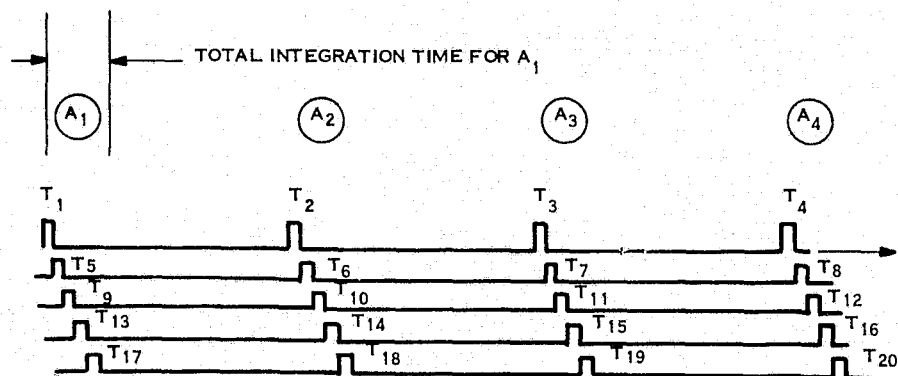 TOTAL INTEGRATION TIME FOR A1
A1 A2 A3 A4
T1 T2 T3 T4
T5 T6 T7 T8
T9 T10 T11 T12
T13 T14 T15 T16
T17 T18 T19 T20